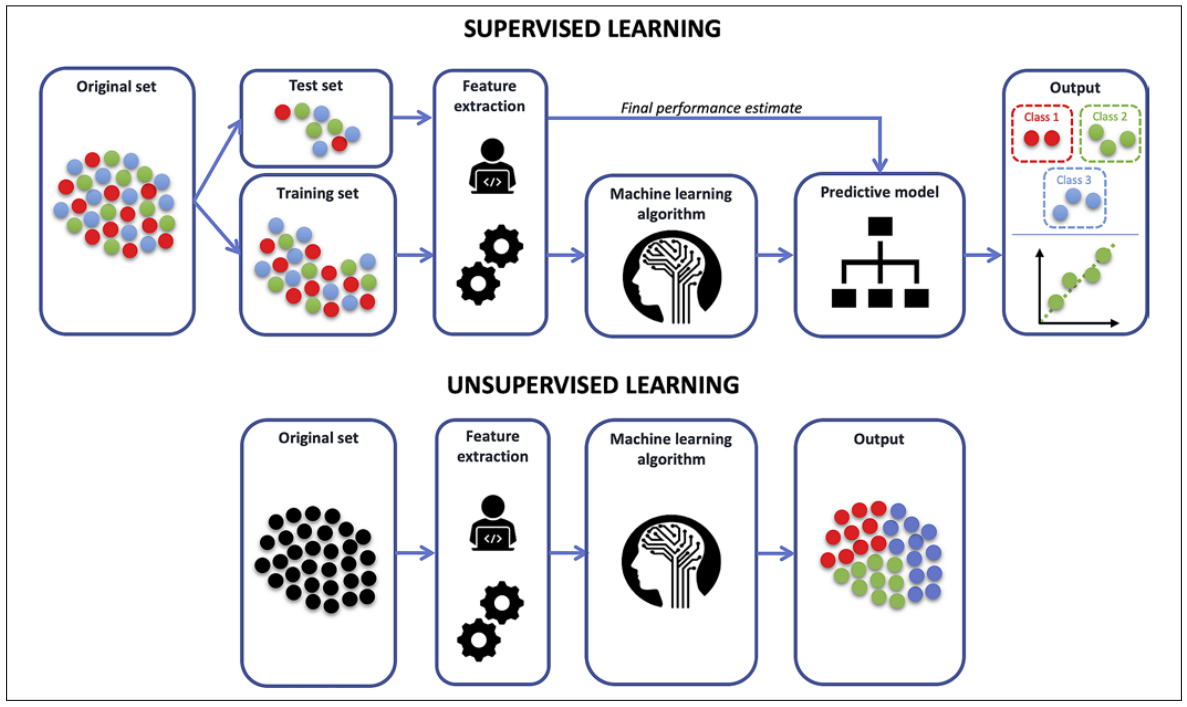 SUPERVISED LEARNING
Original set
Test set
Training set
Feature
extraction
</>
Final performance estimate
Machine learning
algorithm
Predictive model
Output
Class 1
Class 2
Class 3
UNSUPERVISED LEARNING
Original set
Feature
extraction
</>
Machine learning
algorithm
Output